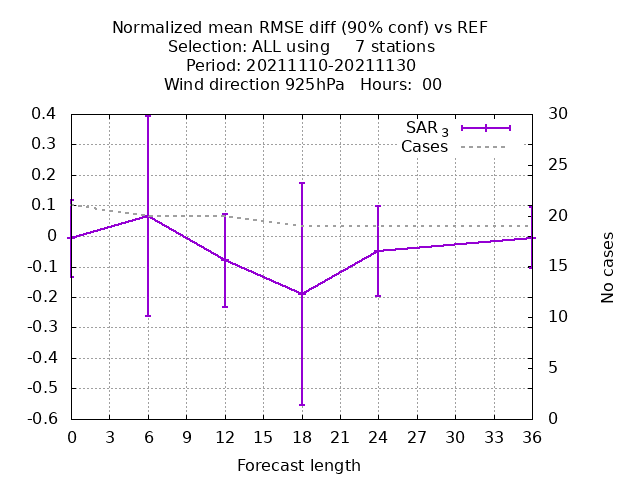 Normalized mean RMSE diff (90% conf) vs REF
Selection: ALL using     7 stations
Period: 20211110-20211130
Wind direction 925hPa   Hours:  00
SAR 3
Cases
0.4
0.3
0.2
0.1
0
-0.1
-0.2
-0.3
-0.4
-0.5
-0.6
30
25
20
15
10
5
0
No cases
0 3 6 9 12 15 18 21 24 27 30 33 36
Forecast length